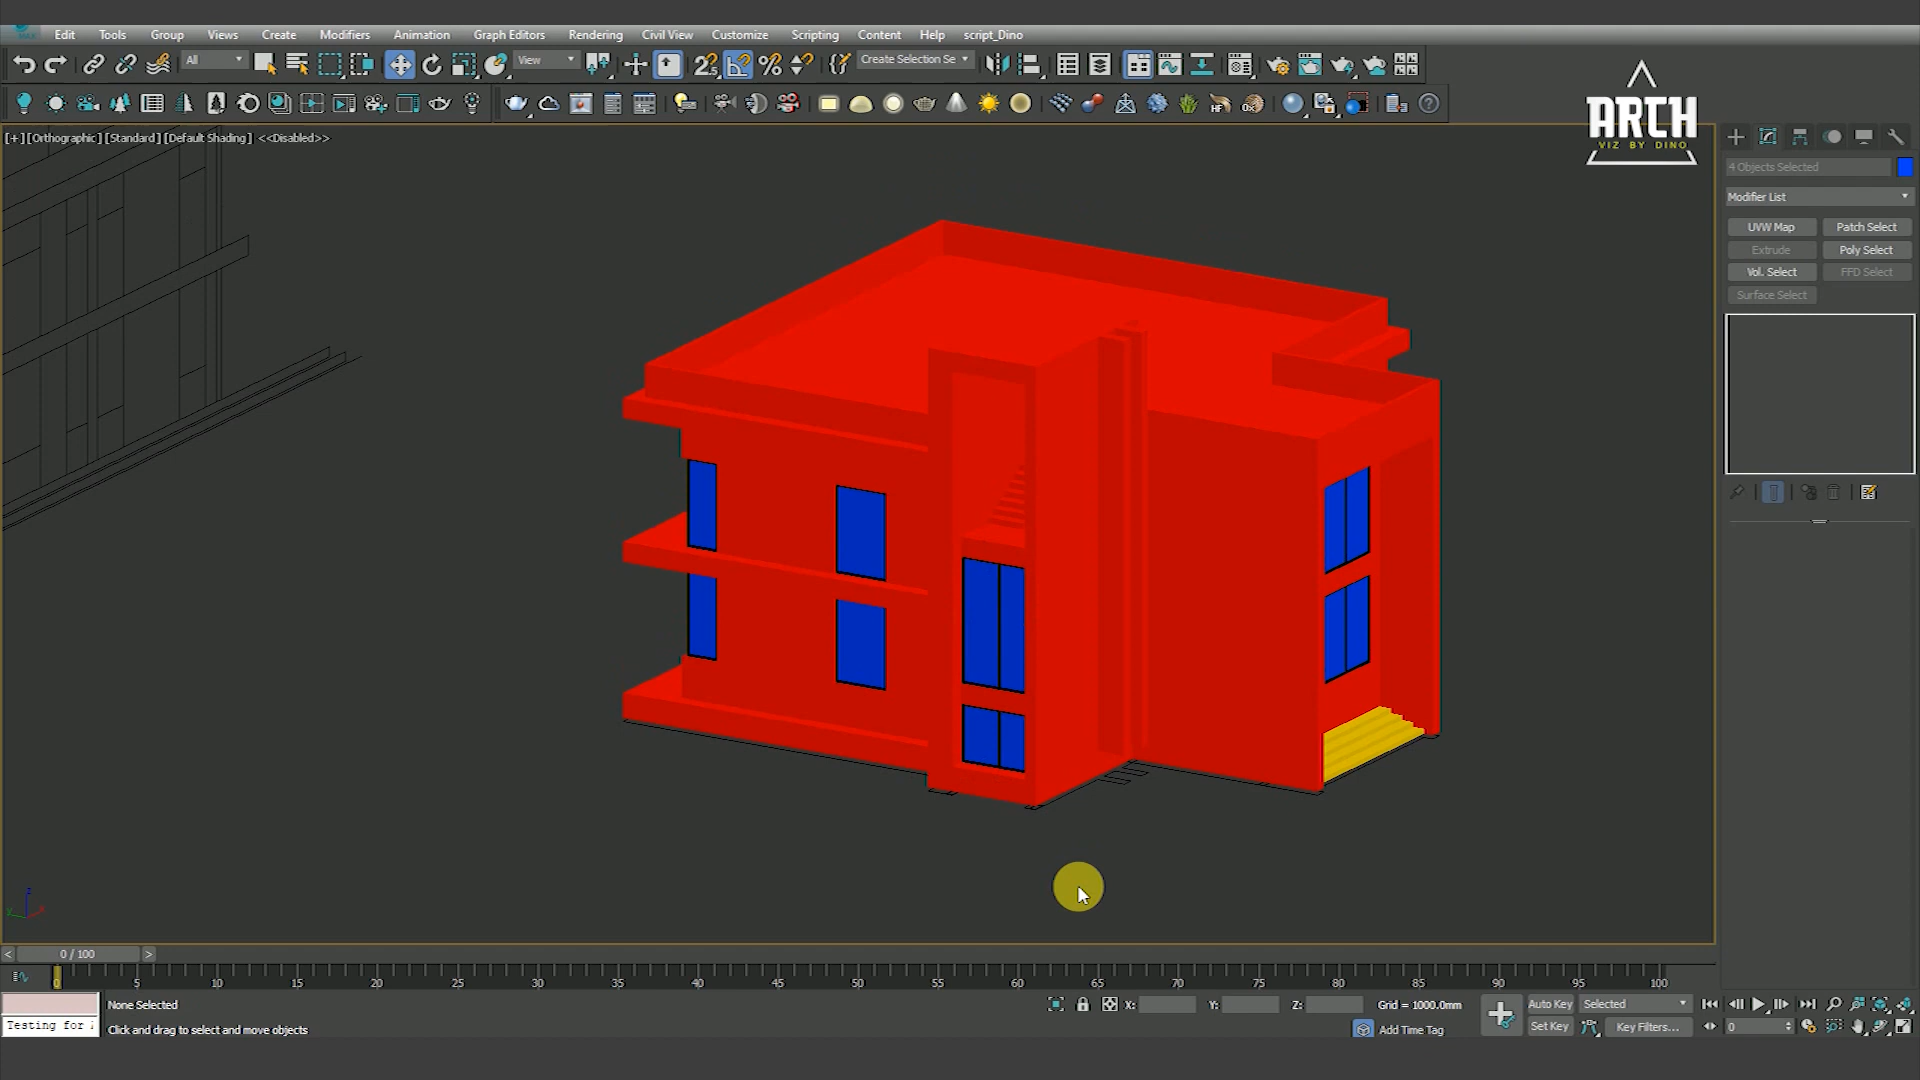 Edit Tools Group Views Create Modifiers Animation Graph Editors Rendering Civil View Customize Scripting Content Help script_Dino
All View Create Selection Se
[+] [Orthographic] [Standard] [Default Shading] <<Disabled>>
ARCH
VIZ BY DINO
4 Objects Selected
Modifier List
UVW Map Patch Select
Extrude Poly Select
Vol. Select FFD Select
Surface Select
< 0 / 100 >
0 5 10 15 20 25 30 35 40 45 50 55 60 65 70 75 80 85 90 95 100
None Selected X: Y: Z: Grid = 1000.0mm Auto Key Selected
Testing for Click and drag to select and move objects Add Time Tag Set Key Key Filters... 0